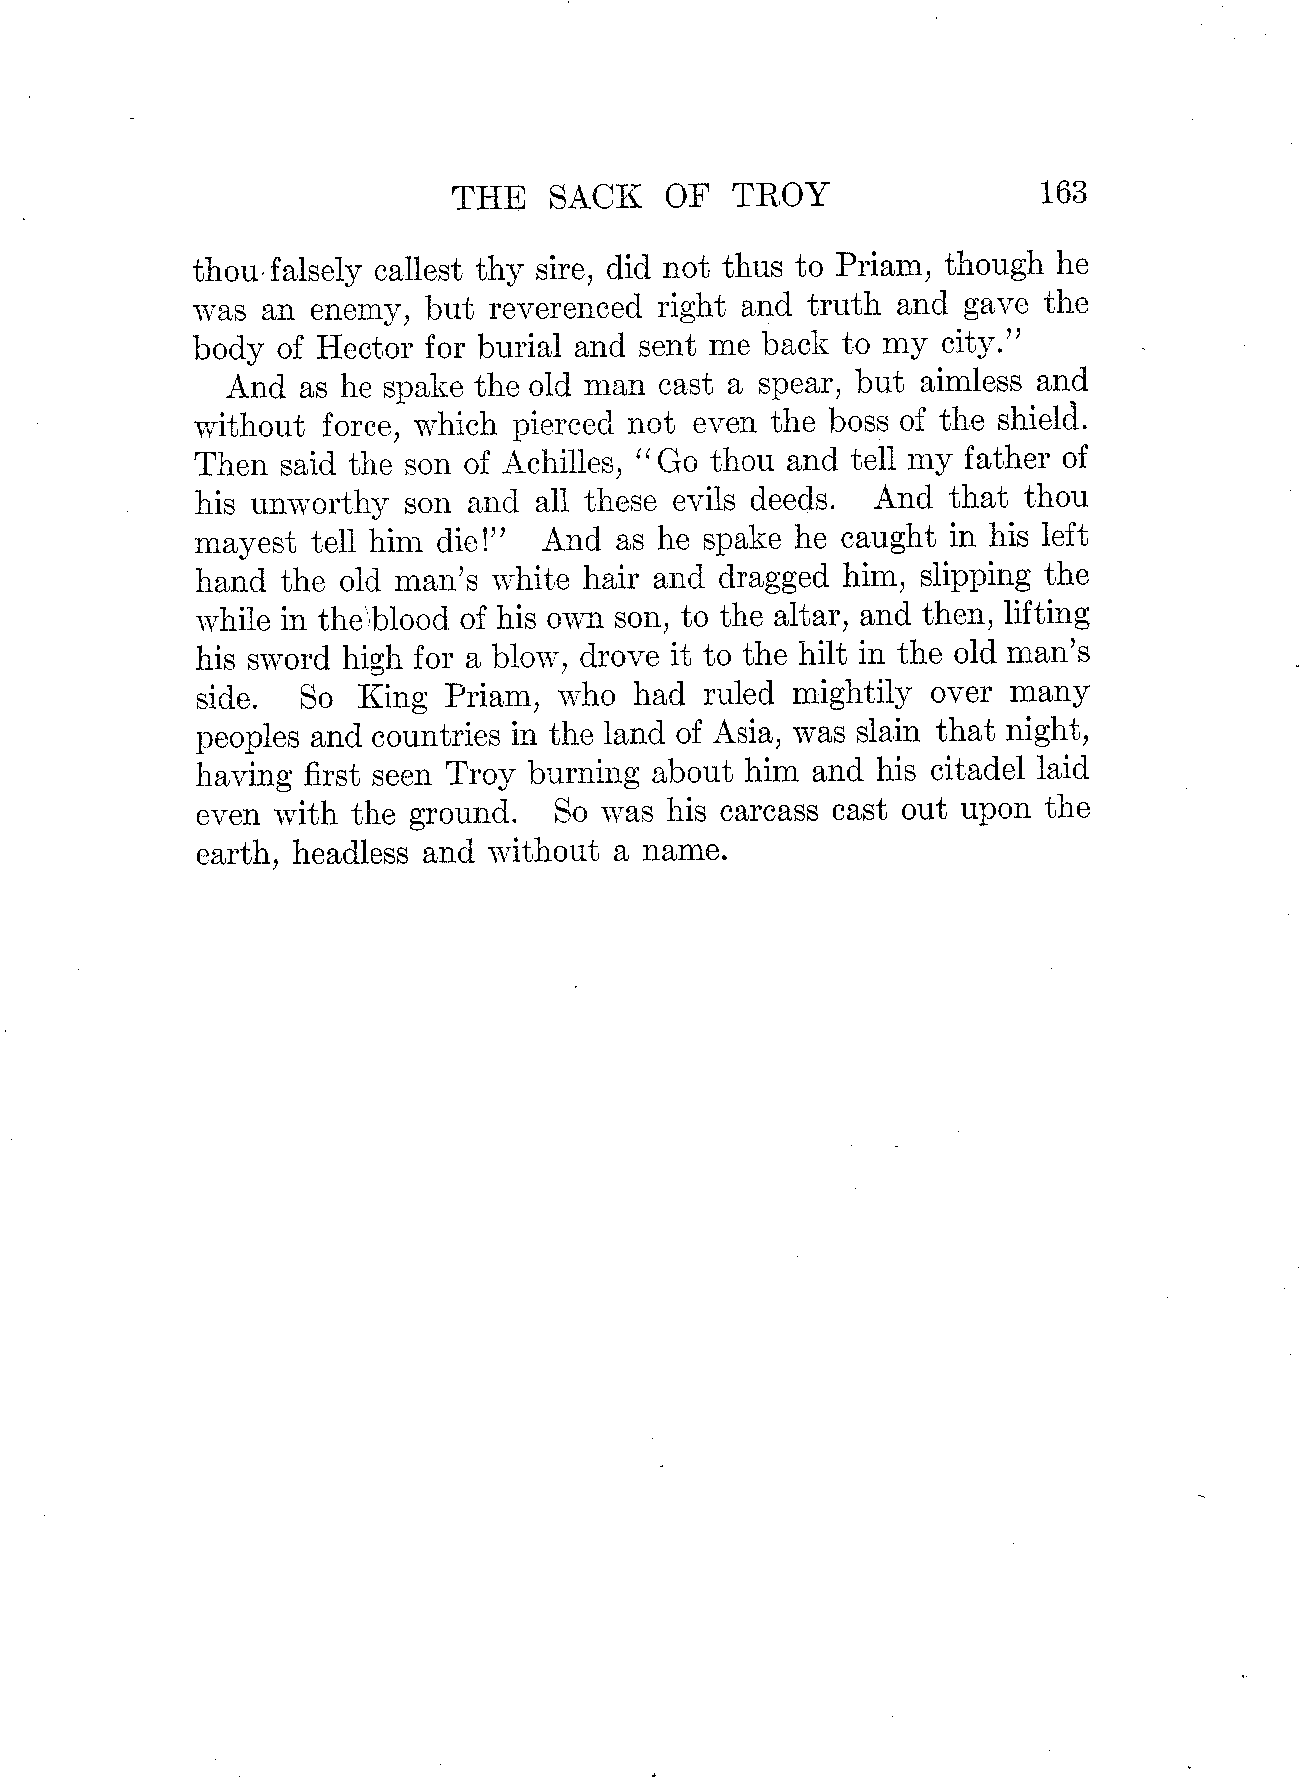 THE SACK OF TROY 163
thou falsely callest thy sire, did not thus to Priam, though he
was an enemy, but reverenced right and truth and gave the
body of Hector for burial and sent me back to my city."
And as he spake the old man cast a spear, but aimless and
without force, which pierced not even the boss of the shield.
Then said the son of Achilles, "Go thou and tell my father of
his unworthy son and all these evils deeds. And that thou
mayest tell him die!" And as he spake he caught in his left
hand the old man's white hair and dragged him, slipping the
while in the blood of his own son, to the altar, and then, lifting
his sword high for a blow, drove it to the hilt in the old man's
side. So King Priam, who had ruled mightily over many
peoples and countries in the land of Asia, was slain that night,
having first seen Troy burning about him and his citadel laid
even with the ground. So was his carcass cast out upon the
earth, headless and without a name.